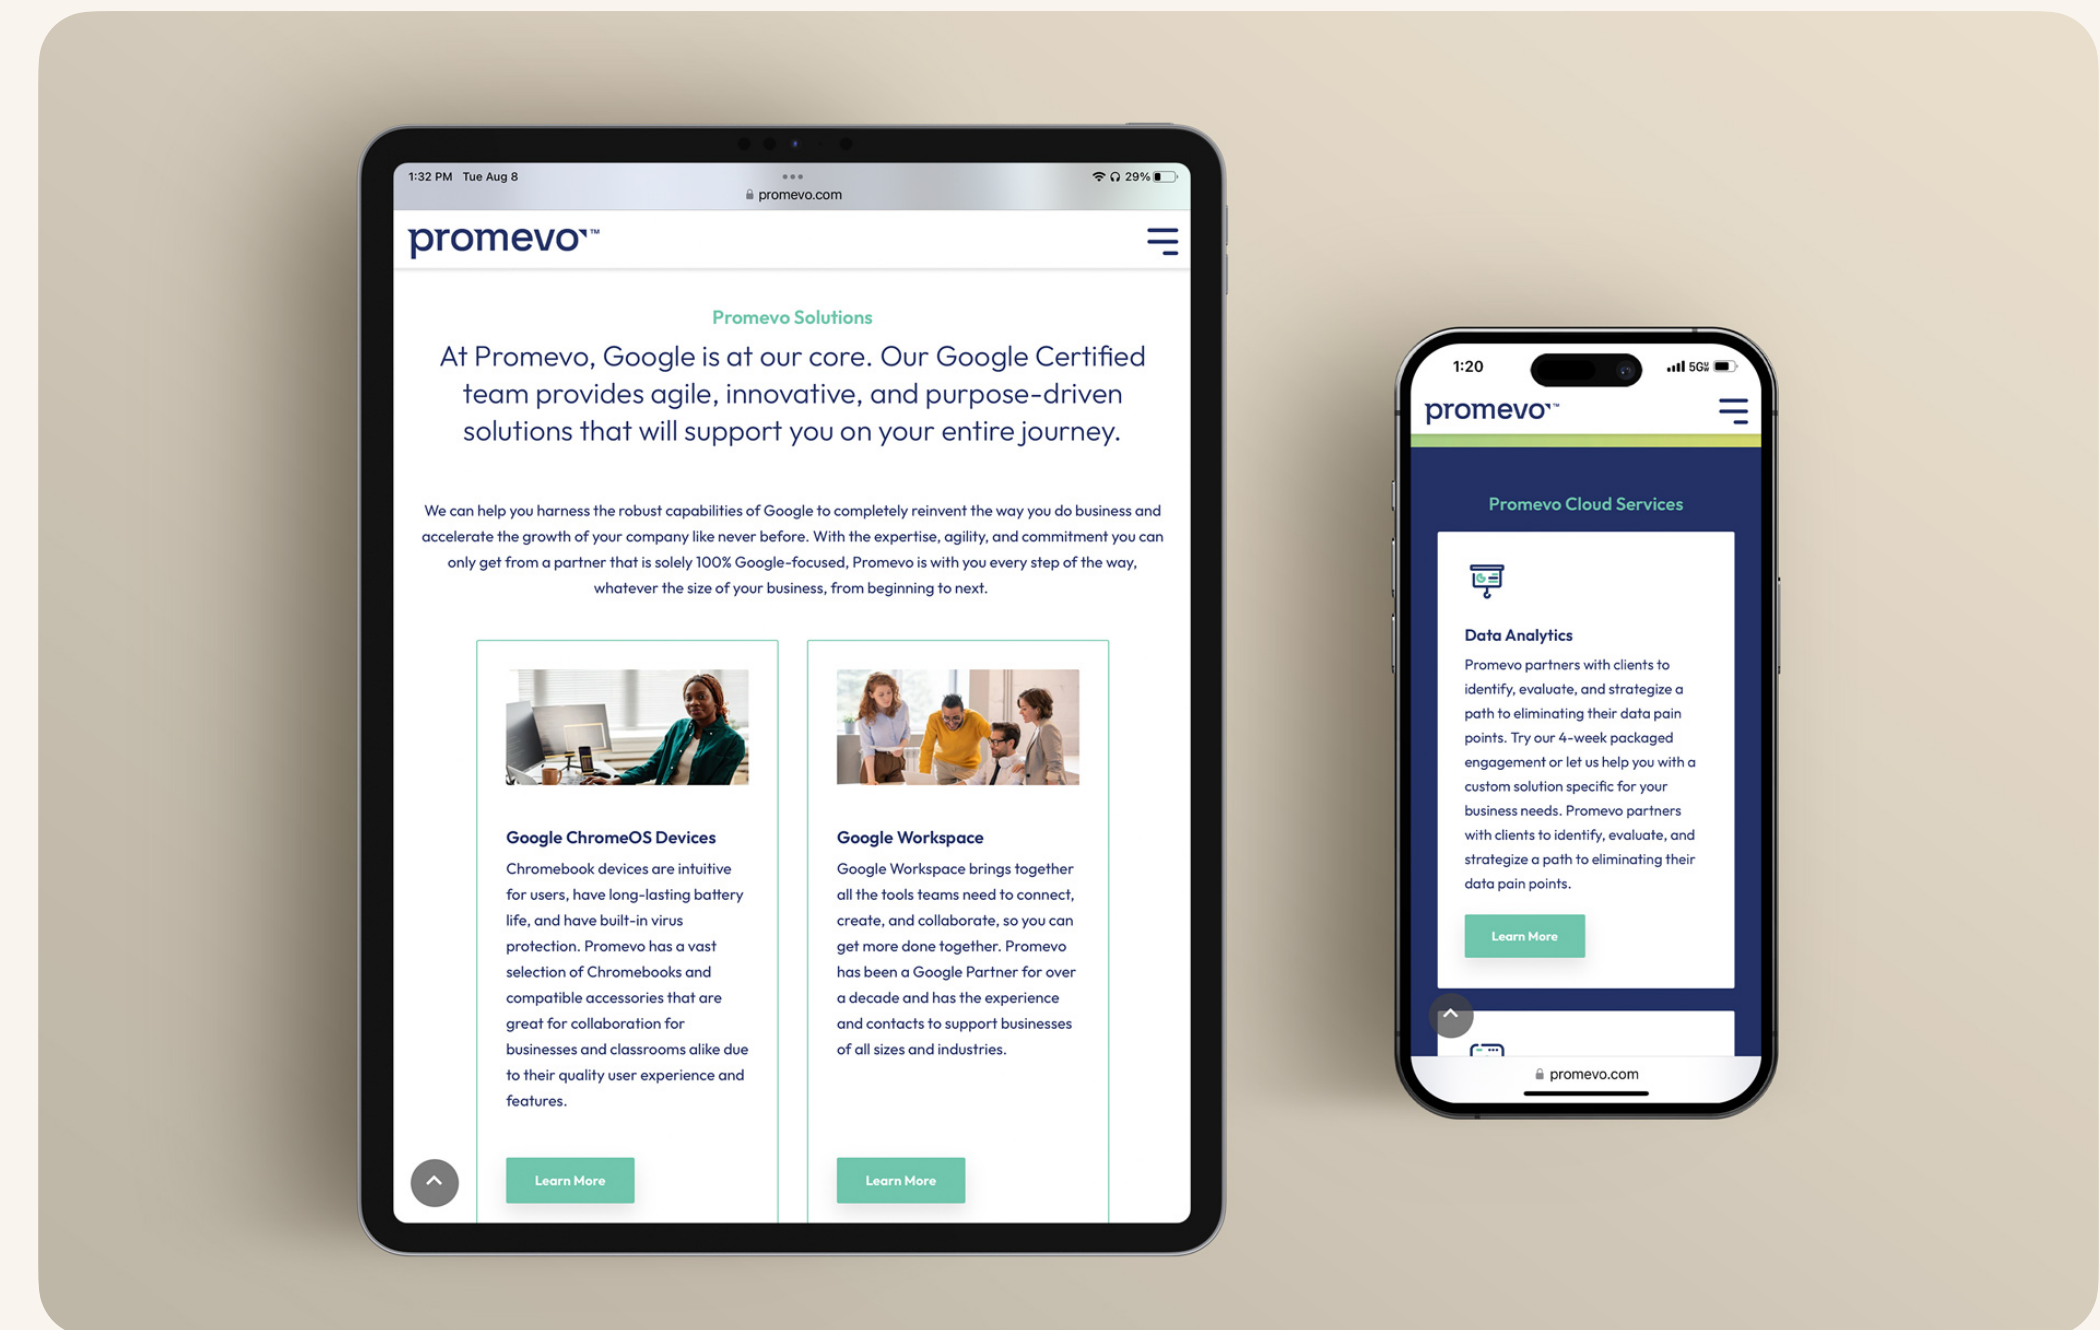 1:32 PM Tue Aug 8
29%
promevo.com
promevo™
Promevo Solutions
At Promevo, Google is at our core. Our Google Certified
team provides agile, innovative, and purpose-driven
solutions that will support you on your entire journey.
We can help you harness the robust capabilities of Google to completely reinvent the way you do business and
accelerate the growth of your company like never before. With the expertise, agility, and commitment you can
only get from a partner that is solely 100% Google-focused, Promevo is with you every step of the way,
whatever the size of your business, from beginning to next.
Google ChromeOS Devices
Chromebook devices are intuitive
for users, have long-lasting battery
life, and have built-in virus
protection. Promevo has a vast
selection of Chromebooks and
compatible accessories that are
great for collaboration for
businesses and classrooms alike due
to their quality user experience and
features.
Learn More
Google Workspace
Google Workspace brings together
all the tools teams need to connect,
create, and collaborate, so you can
get more done together. Promevo
has been a Google Partner for over
a decade and has the experience
and contacts to support businesses
of all sizes and industries.
Learn More
1:20
5G
promevo™
Promevo Cloud Services
Data Analytics
Promevo partners with clients to
identify, evaluate, and strategize a
path to eliminating their data pain
points. Try our 4-week packaged
engagement or let us help you with a
custom solution specific for your
business needs. Promevo partners
with clients to identify, evaluate, and
strategize a path to eliminating their
data pain points.
Learn More
promevo.com